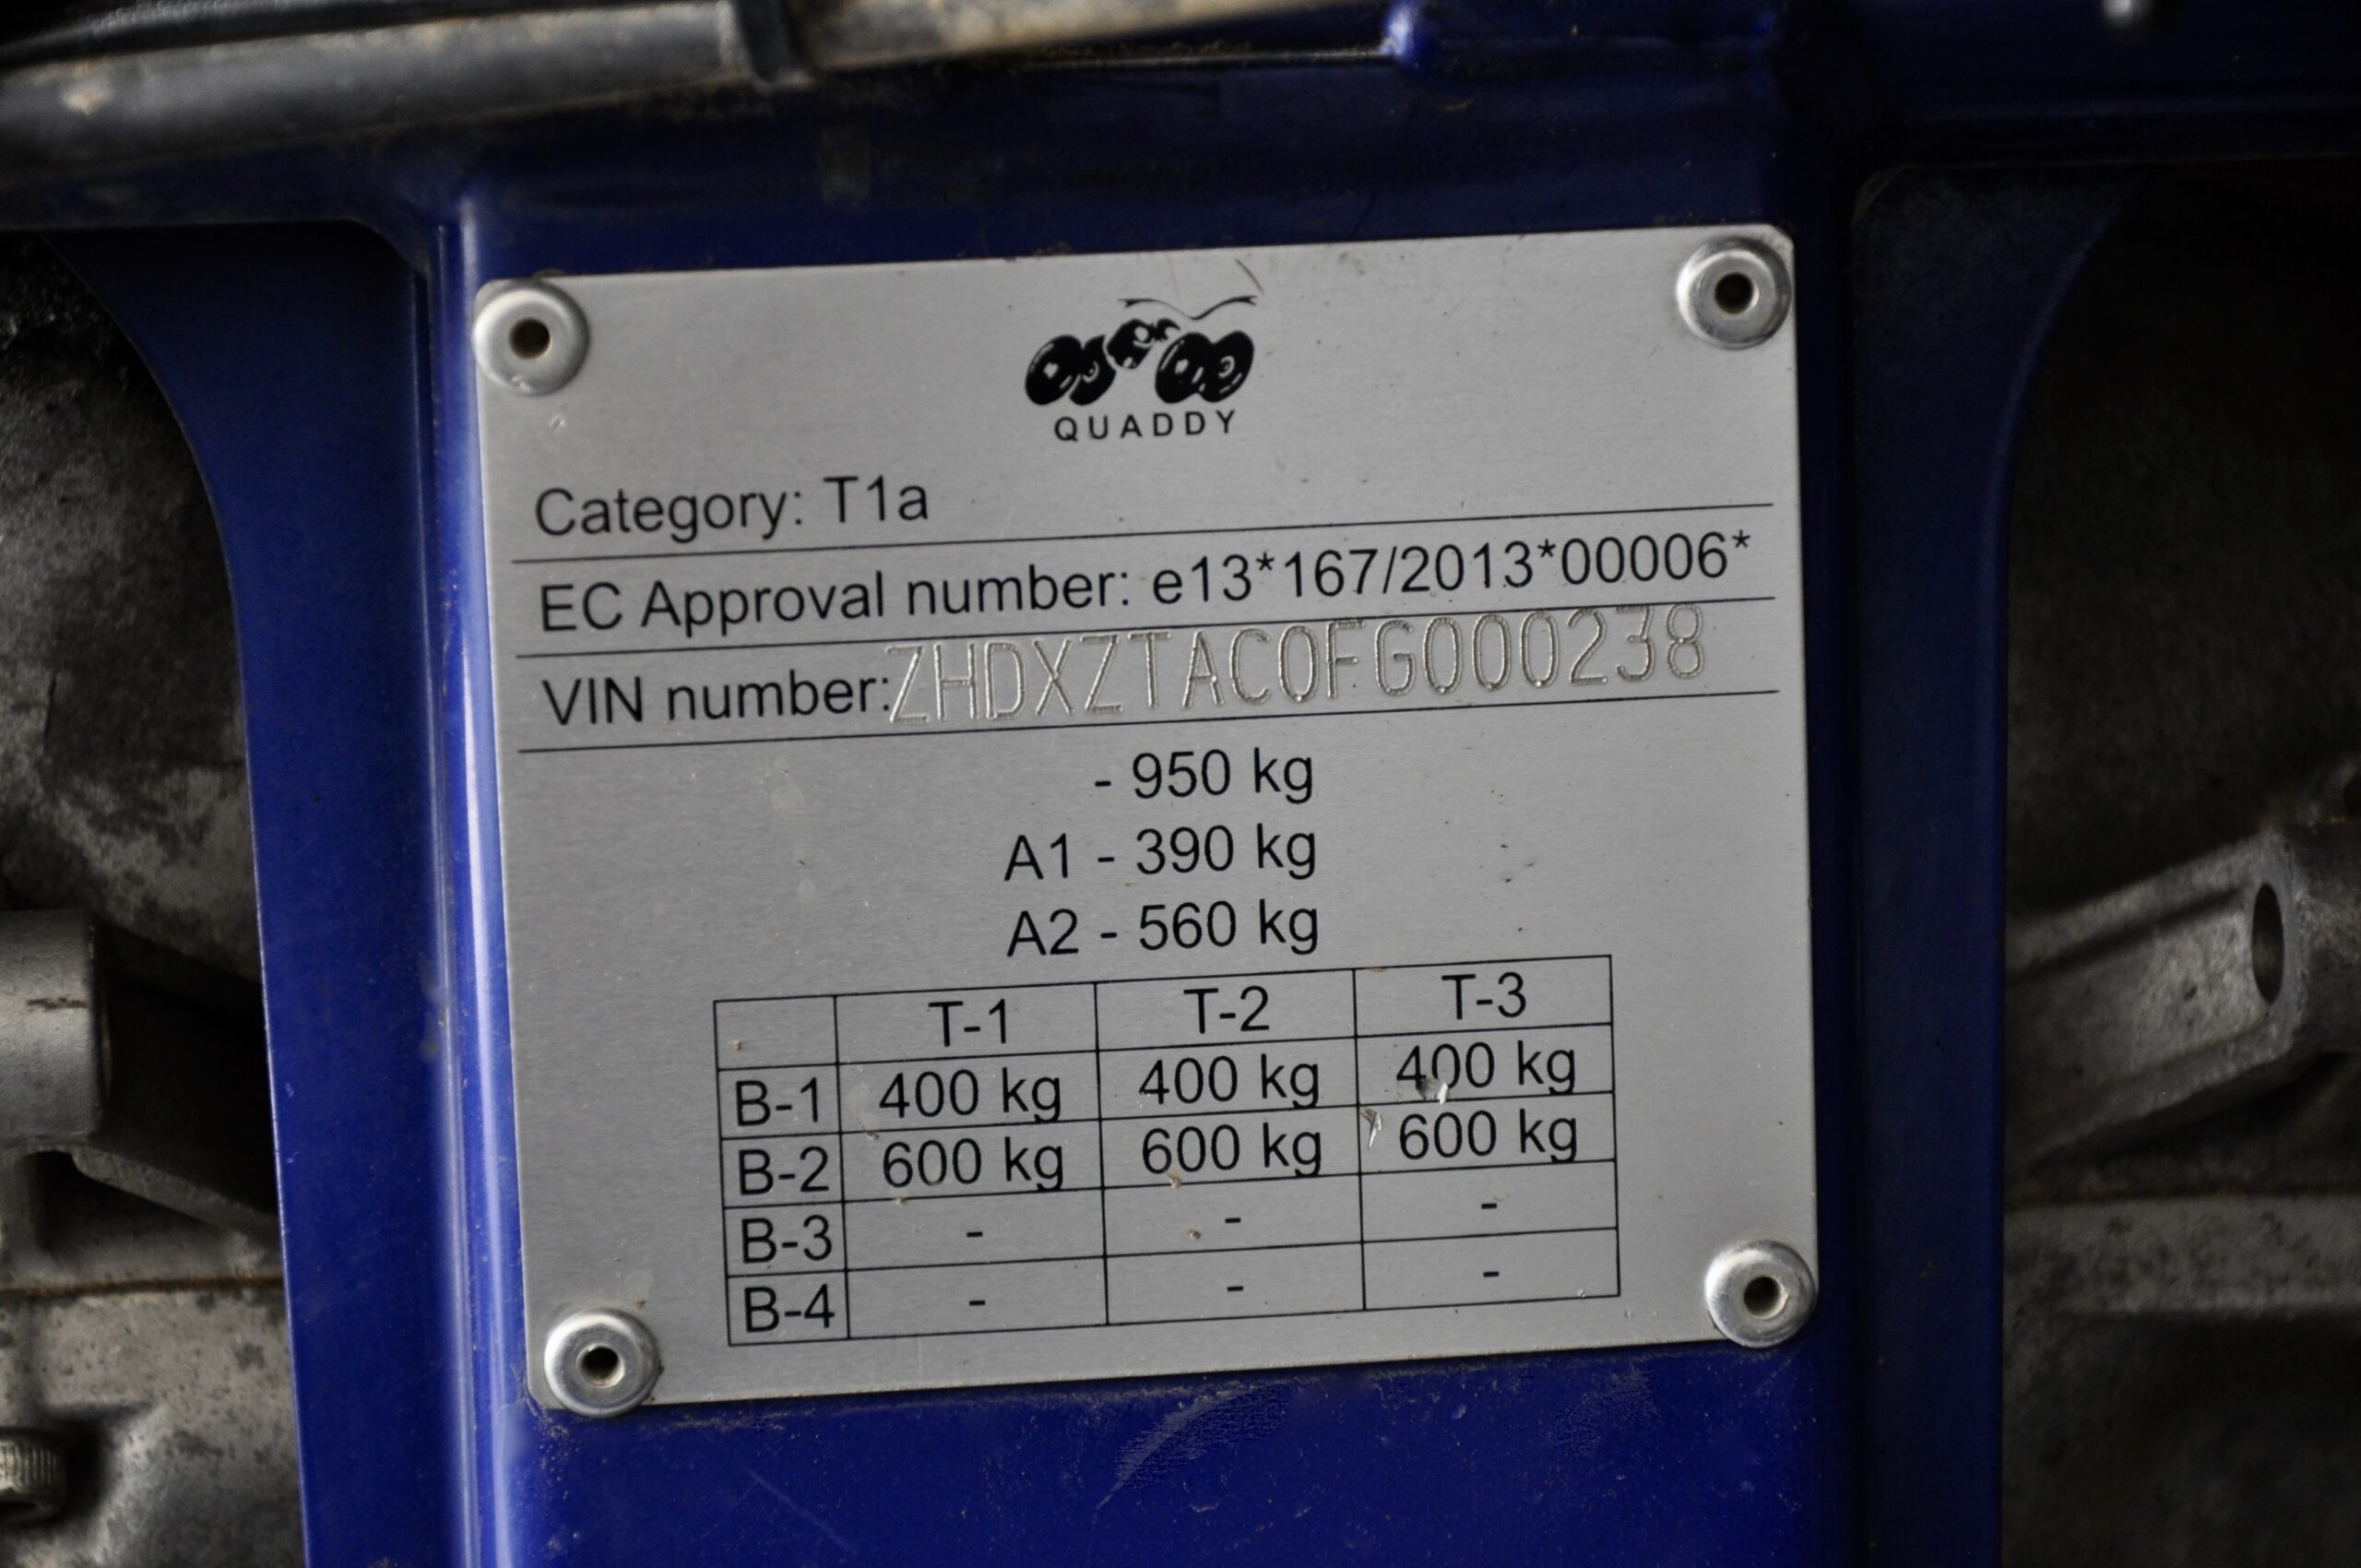 QUADDY
Category: T1a
EC Approval number: e13*167/2013*00006*
VIN number: ZHDXZTAC0FG000238
- 950 kg
A1 - 390 kg
A2 - 560 kg
T-1 T-2 T-3
B-1 400 kg 400 kg 400 kg
B-2 600 kg 600 kg 600 kg
B-3 - - -
B-4 - - -